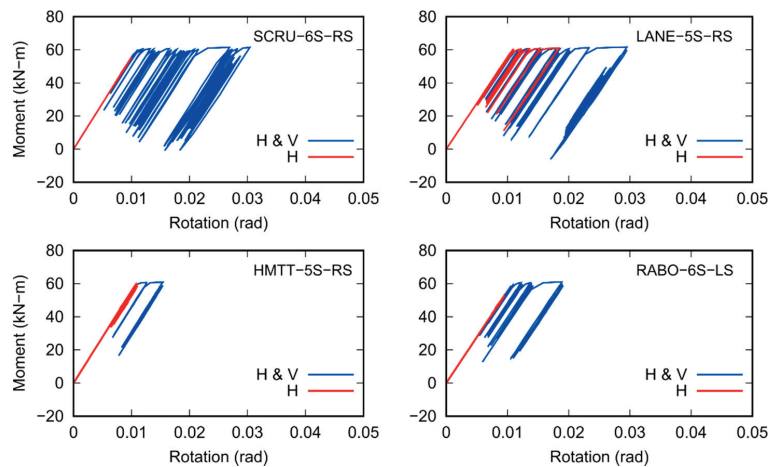 80
60
40
20
0
−20
Moment (kN−m)
SCRU−6S−RS
H & V
H
0
0.01
0.02
0.03
0.04
0.05
Rotation (rad)
80
60
40
20
0
−20
Moment (kN−m)
LANE−5S−RS
H & V
H
0
0.01
0.02
0.03
0.04
0.05
Rotation (rad)
80
60
40
20
0
−20
Moment (kN−m)
HMTT−5S−RS
H & V
H
0
0.01
0.02
0.03
0.04
0.05
Rotation (rad)
80
60
40
20
0
−20
Moment (kN−m)
RABO−6S−LS
H & V
H
0
0.01
0.02
0.03
0.04
0.05
Rotation (rad)